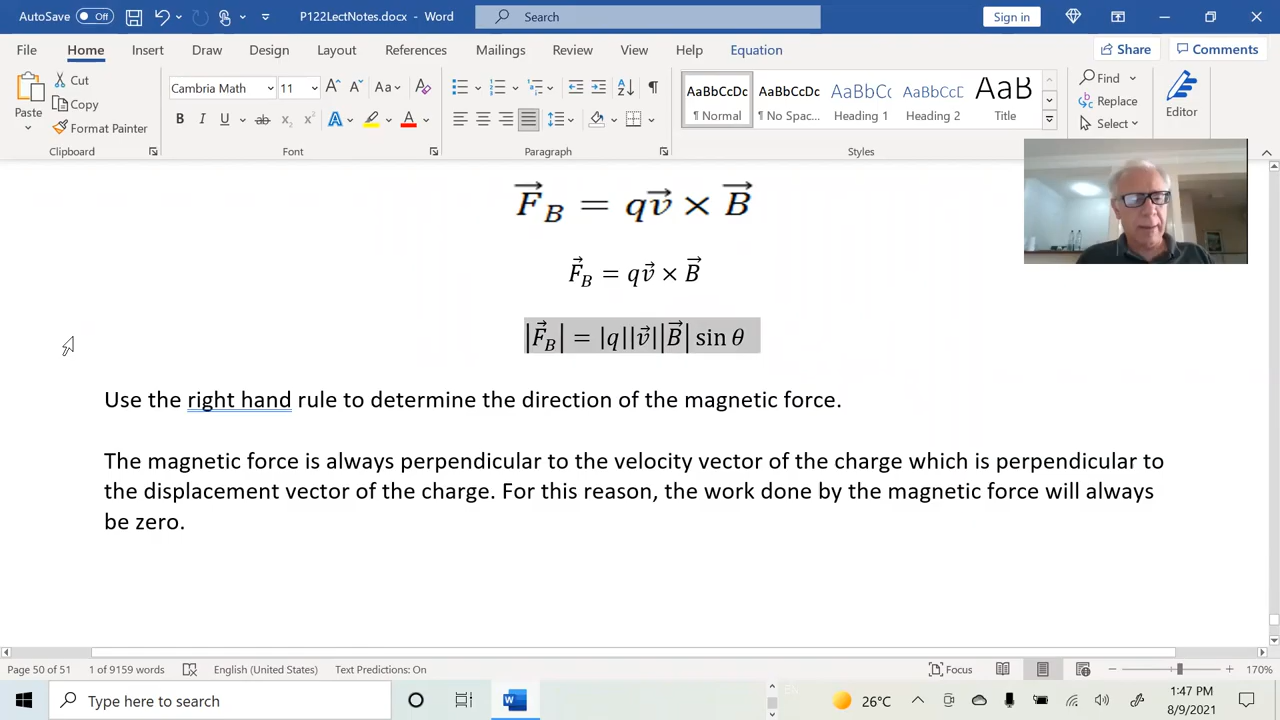 AutoSave Off P122LectNotes.docx - Word Search Sign in
File Home Insert Draw Design Layout References Mailings Review View Help Equation Share Comments
Paste Cut Copy Format Painter
Cambria Math 11 Aa
B I U ab x₂ x² A A
AaBbCcDc AaBbCcDc AaBbCc AaBbCcD AaB
¶ Normal ¶ No Spac... Heading 1 Heading 2 Title
Find Replace Select Editor
Clipboard Font Paragraph Styles
F⃗_B = qv⃗ × B⃗
F⃗_B = qv⃗ × B⃗
|F⃗_B| = |q||v⃗||B⃗| sin θ
Use the right hand rule to determine the direction of the magnetic force.
The magnetic force is always perpendicular to the velocity vector of the charge which is perpendicular to
the displacement vector of the charge. For this reason, the work done by the magnetic force will always
be zero.
Page 50 of 51 1 of 9159 words English (United States) Text Predictions: On Focus 170%
Type here to search 26°C 1:47 PM
8/9/2021